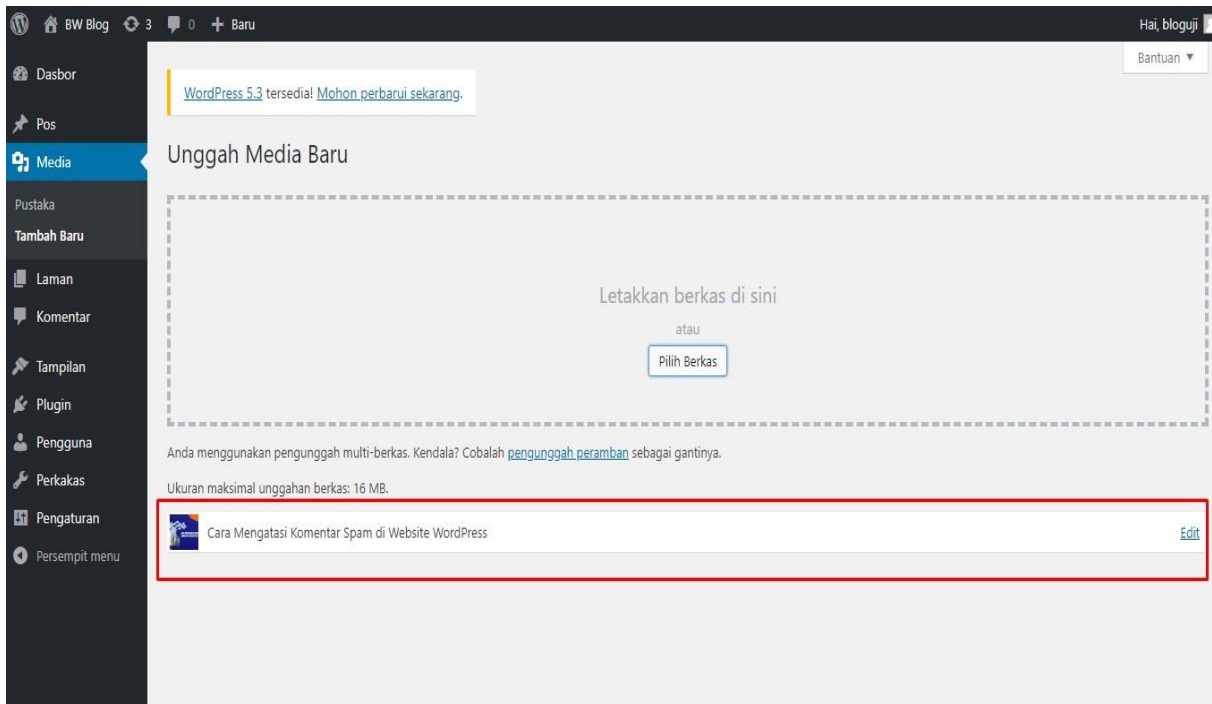 BW Blog 3 0 + Baru Hai, bloguji
Bantuan ▼
Dasbor
WordPress 5.3 tersedia! Mohon perbarui sekarang.
Pos
Media
Pustaka
Tambah Baru
Laman
Komentar
Tampilan
Plugin
Pengguna
Perkakas
Pengaturan
Persempit menu
Unggah Media Baru
Letakkan berkas di sini
atau
Pilih Berkas
Anda menggunakan pengunggah multi-berkas. Kendala? Cobalah pengunggah peramban sebagai gantinya.
Ukuran maksimal unggahan berkas: 16 MB.
Cara Mengatasi Komentar Spam di Website WordPress Edit